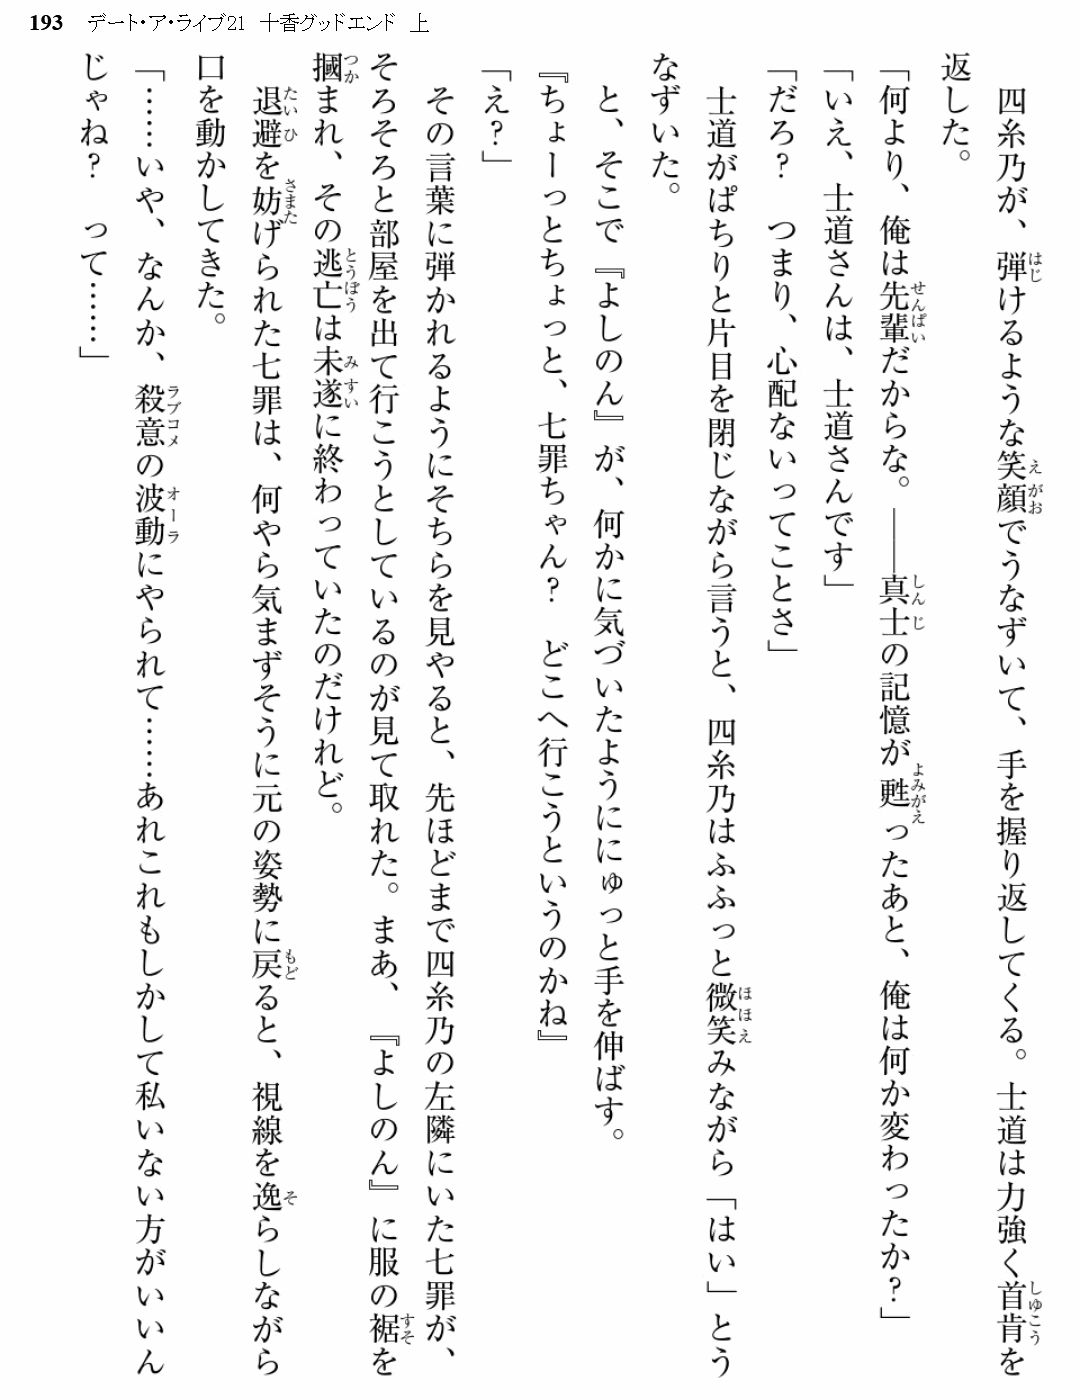 193 デート・ア・ライブ21 十香グッドエンド 上
四糸乃が、弾けるような笑顔でうなずいて、手を握り返してくる。士道は力強く首肯を
返した。
「何より、俺は先輩だからな。――真士の記憶が甦ったあと、俺は何か変わったか？」
「いえ、士道さんは、士道さんです」
「だろ？　つまり、心配ないってことさ」
士道がぱちりと片目を閉じながら言うと、四糸乃はふふっと微笑みながら「はい」とう
なずいた。
と、そこで『よしのん』が、何かに気づいたようににゅっと手を伸ばす。
『ちょーっとちょっと、七罪ちゃん？　どこへ行こうというのかね』
「え？」
その言葉に弾かれるようにそちらを見やると、先ほどまで四糸乃の左隣にいた七罪が、
そろそろと部屋を出て行こうとしているのが見て取れた。まあ、『よしのん』に服の裾を
摑まれ、その逃亡は未遂に終わっていたのだけれど。
退避を妨げられた七罪は、何やら気まずそうに元の姿勢に戻ると、視線を逸らしながら
口を動かしてきた。
「……いや、なんか、殺意の波動にやられて……あれこれもしかして私いない方がいいん
じゃね？　って……」